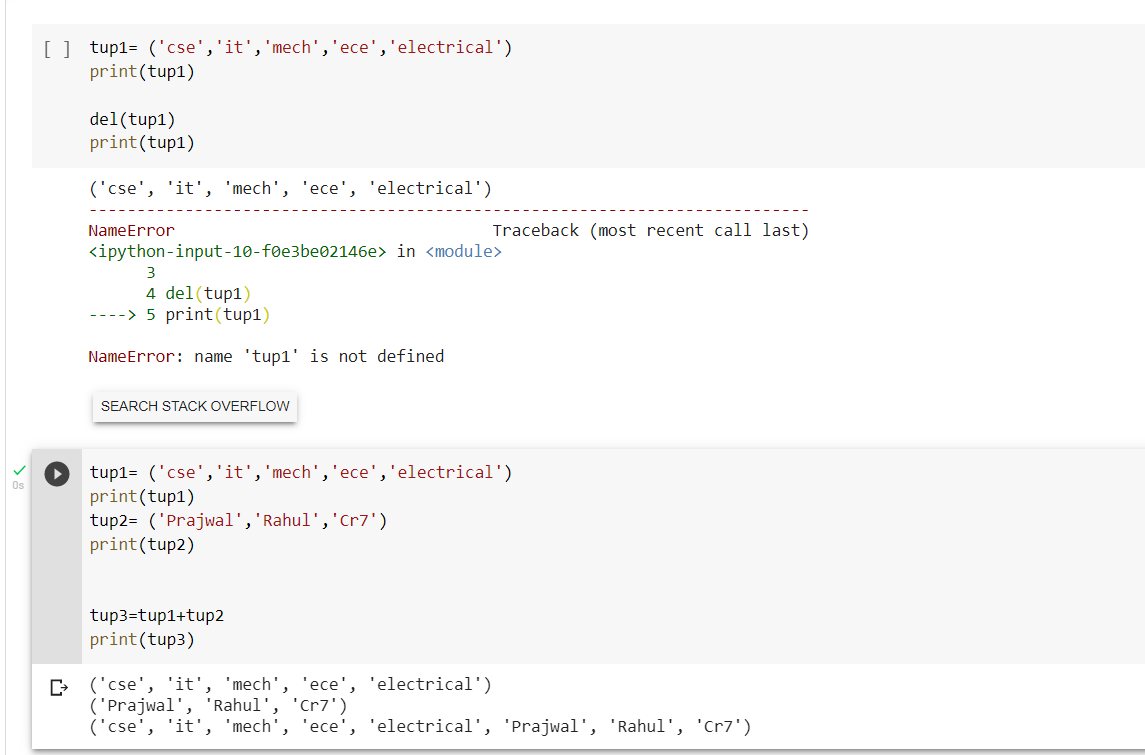 [ ] tup1= ('cse','it','mech','ece','electrical')
print(tup1)
del(tup1)
print(tup1)
('cse', 'it', 'mech', 'ece', 'electrical')
---------------------------------------------------------------------------
NameError                                 Traceback (most recent call last)
<ipython-input-10-f0e3be02146e> in <module>
      3
      4 del(tup1)
----> 5 print(tup1)
NameError: name 'tup1' is not defined
SEARCH STACK OVERFLOW
0s
tup1= ('cse','it','mech','ece','electrical')
print(tup1)
tup2= ('Prajwal','Rahul','Cr7')
print(tup2)
tup3=tup1+tup2
print(tup3)
('cse', 'it', 'mech', 'ece', 'electrical')
('Prajwal', 'Rahul', 'Cr7')
('cse', 'it', 'mech', 'ece', 'electrical', 'Prajwal', 'Rahul', 'Cr7')